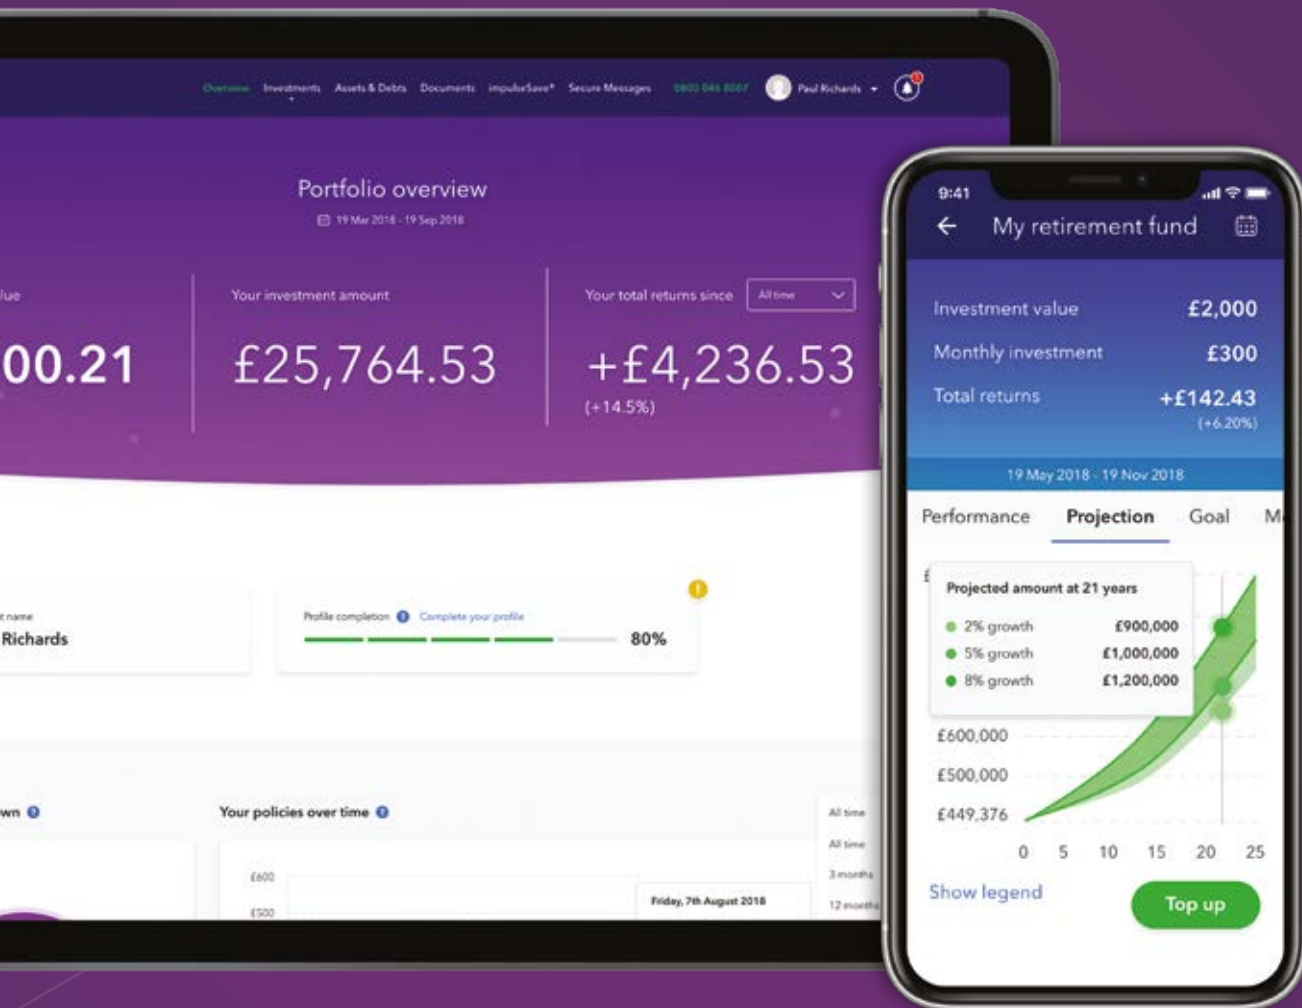 Overview Investments Assets & Debts Documents impulseSave® Secure Messages 0800 046 8007 Paul Richards
Portfolio overview
19 Mar 2018 - 19 Sep 2018
lue
00.21
Your investment amount
£25,764.53
Your total returns since All time
+£4,236.53
(+14.5%)
t name
Richards
Profile completion ? Complete your profile
80%
!
wn ?
Your policies over time ?
£600
£500
Friday, 7th August 2018
All time
All time
3 months
12 months
9:41
My retirement fund
Investment value £2,000
Monthly investment £300
Total returns +£142.43
(+6.20%)
19 May 2018 - 19 Nov 2018
Performance Projection Goal M
£
Projected amount at 21 years
2% growth £900,000
5% growth £1,000,000
8% growth £1,200,000
£600,000
£500,000
£449,376
0 5 10 15 20 25
Show legend
Top up